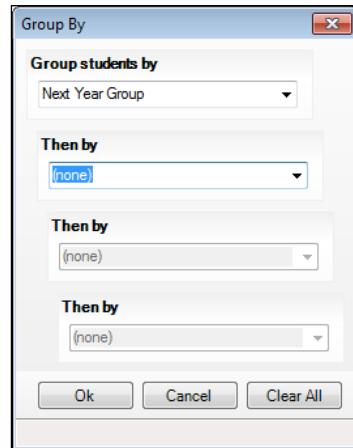 Group By
Group students by
Next Year Group
Then by
(none)
Then by
(none)
Then by
(none)
Ok Cancel Clear All